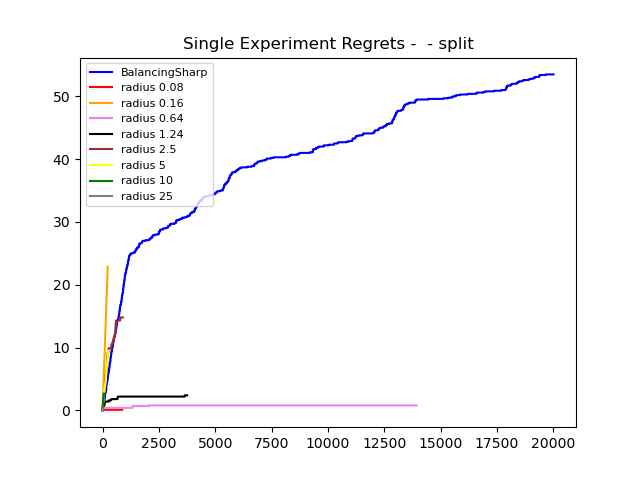 Single Experiment Regrets -  - split
BalancingSharp
radius 0.08
radius 0.16
radius 0.64
radius 1.24
radius 2.5
radius 5
radius 10
radius 25
50
40
30
20
10
0
0 2500 5000 7500 10000 12500 15000 17500 20000